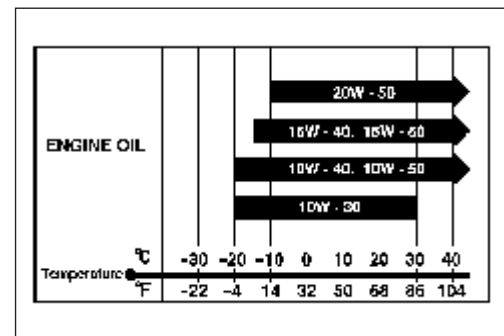 20W - 50
15W - 40, 15W - 50
ENGINE OIL
10W - 40, 10W - 50
10W - 30
°C -30 -20 -10 0 10 20 30 40
Temperature
°F -22 -4 14 32 50 68 86 104